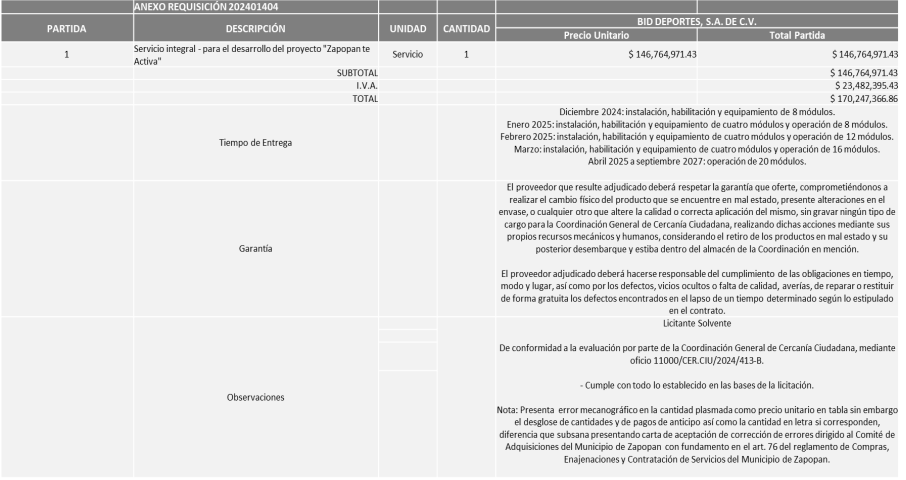 ANEXO REQUISICIÓN 202401404
PARTIDA DESCRIPCIÓN UNIDAD CANTIDAD BID DEPORTES, S.A. DE C.V.
Precio Unitario Total Partida
1 Servicio integral - para el desarrollo del proyecto "Zapopan te Servicio 1 $ 146,764,971.43 $ 146,764,971.43
Activa"
SUBTOTAL $ 146,764,971.43
I.V.A. $ 23,482,395.43
TOTAL $ 170,247,366.86
Tiempo de Entrega
Diciembre 2024: instalación, habilitación y equipamiento de 8 módulos.
Enero 2025: instalación, habilitación y equipamiento de cuatro módulos y operación de 8 módulos.
Febrero 2025: instalación, habilitación y equipamiento de cuatro módulos y operación de 12 módulos.
Marzo: instalación, habilitación y equipamiento de cuatro módulos y operación de 16 módulos.
Abril 2025 a septiembre 2027: operación de 20 módulos.
Garantía
El proveedor que resulte adjudicado deberá respetar la garantía que oferte, comprometiéndonos a
realizar el cambio físico del producto que se encuentre en mal estado, presente alteraciones en el
envase, o cualquier otro que altere la calidad o correcta aplicación del mismo, sin gravar ningún tipo de
cargo para la Coordinación General de Cercanía Ciudadana, realizando dichas acciones mediante sus
propios recursos mecánicos y humanos, considerando el retiro de los productos en mal estado y su
posterior desembarque y estiba dentro del almacén de la Coordinación en mención.
El proveedor adjudicado deberá hacerse responsable del cumplimiento de las obligaciones en tiempo,
modo y lugar, así como por los defectos, vicios ocultos o falta de calidad, averías, de reparar o restituir
de forma gratuita los defectos encontrados en el lapso de un tiempo determinado según lo estipulado
en el contrato.
Observaciones
Licitante Solvente
De conformidad a la evaluación por parte de la Coordinación General de Cercanía Ciudadana, mediante
oficio 11000/CER.CIU/2024/413-B.
- Cumple con todo lo establecido en las bases de la licitación.
Nota: Presenta error mecanográfico en la cantidad plasmada como precio unitario en tabla sin embargo
el desglose de cantidades y de pagos de anticipo así como la cantidad en letra si corresponden,
diferencia que subsana presentando carta de aceptación de corrección de errores dirigido al Comité de
Adquisiciones del Municipio de Zapopan con fundamento en el art. 76 del reglamento de Compras,
Enajenaciones y Contratación de Servicios del Municipio de Zapopan.